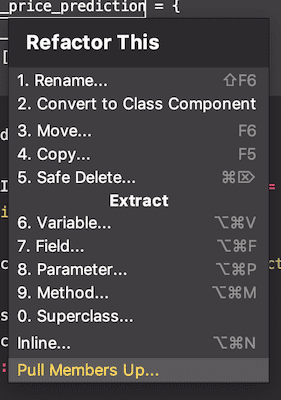 _price_prediction = {
Refactor This
1. Rename... ⇧F6
2. Convert to Class Component
3. Move... F6
4. Copy... F5
5. Safe Delete... ⌘⌦
Extract
6. Variable... ⌥⌘V
7. Field... ⌥⌘F
8. Parameter... ⌥⌘P
9. Method... ⌥⌘M
0. Superclass...
Inline... ⌥⌘N
Pull Members Up...